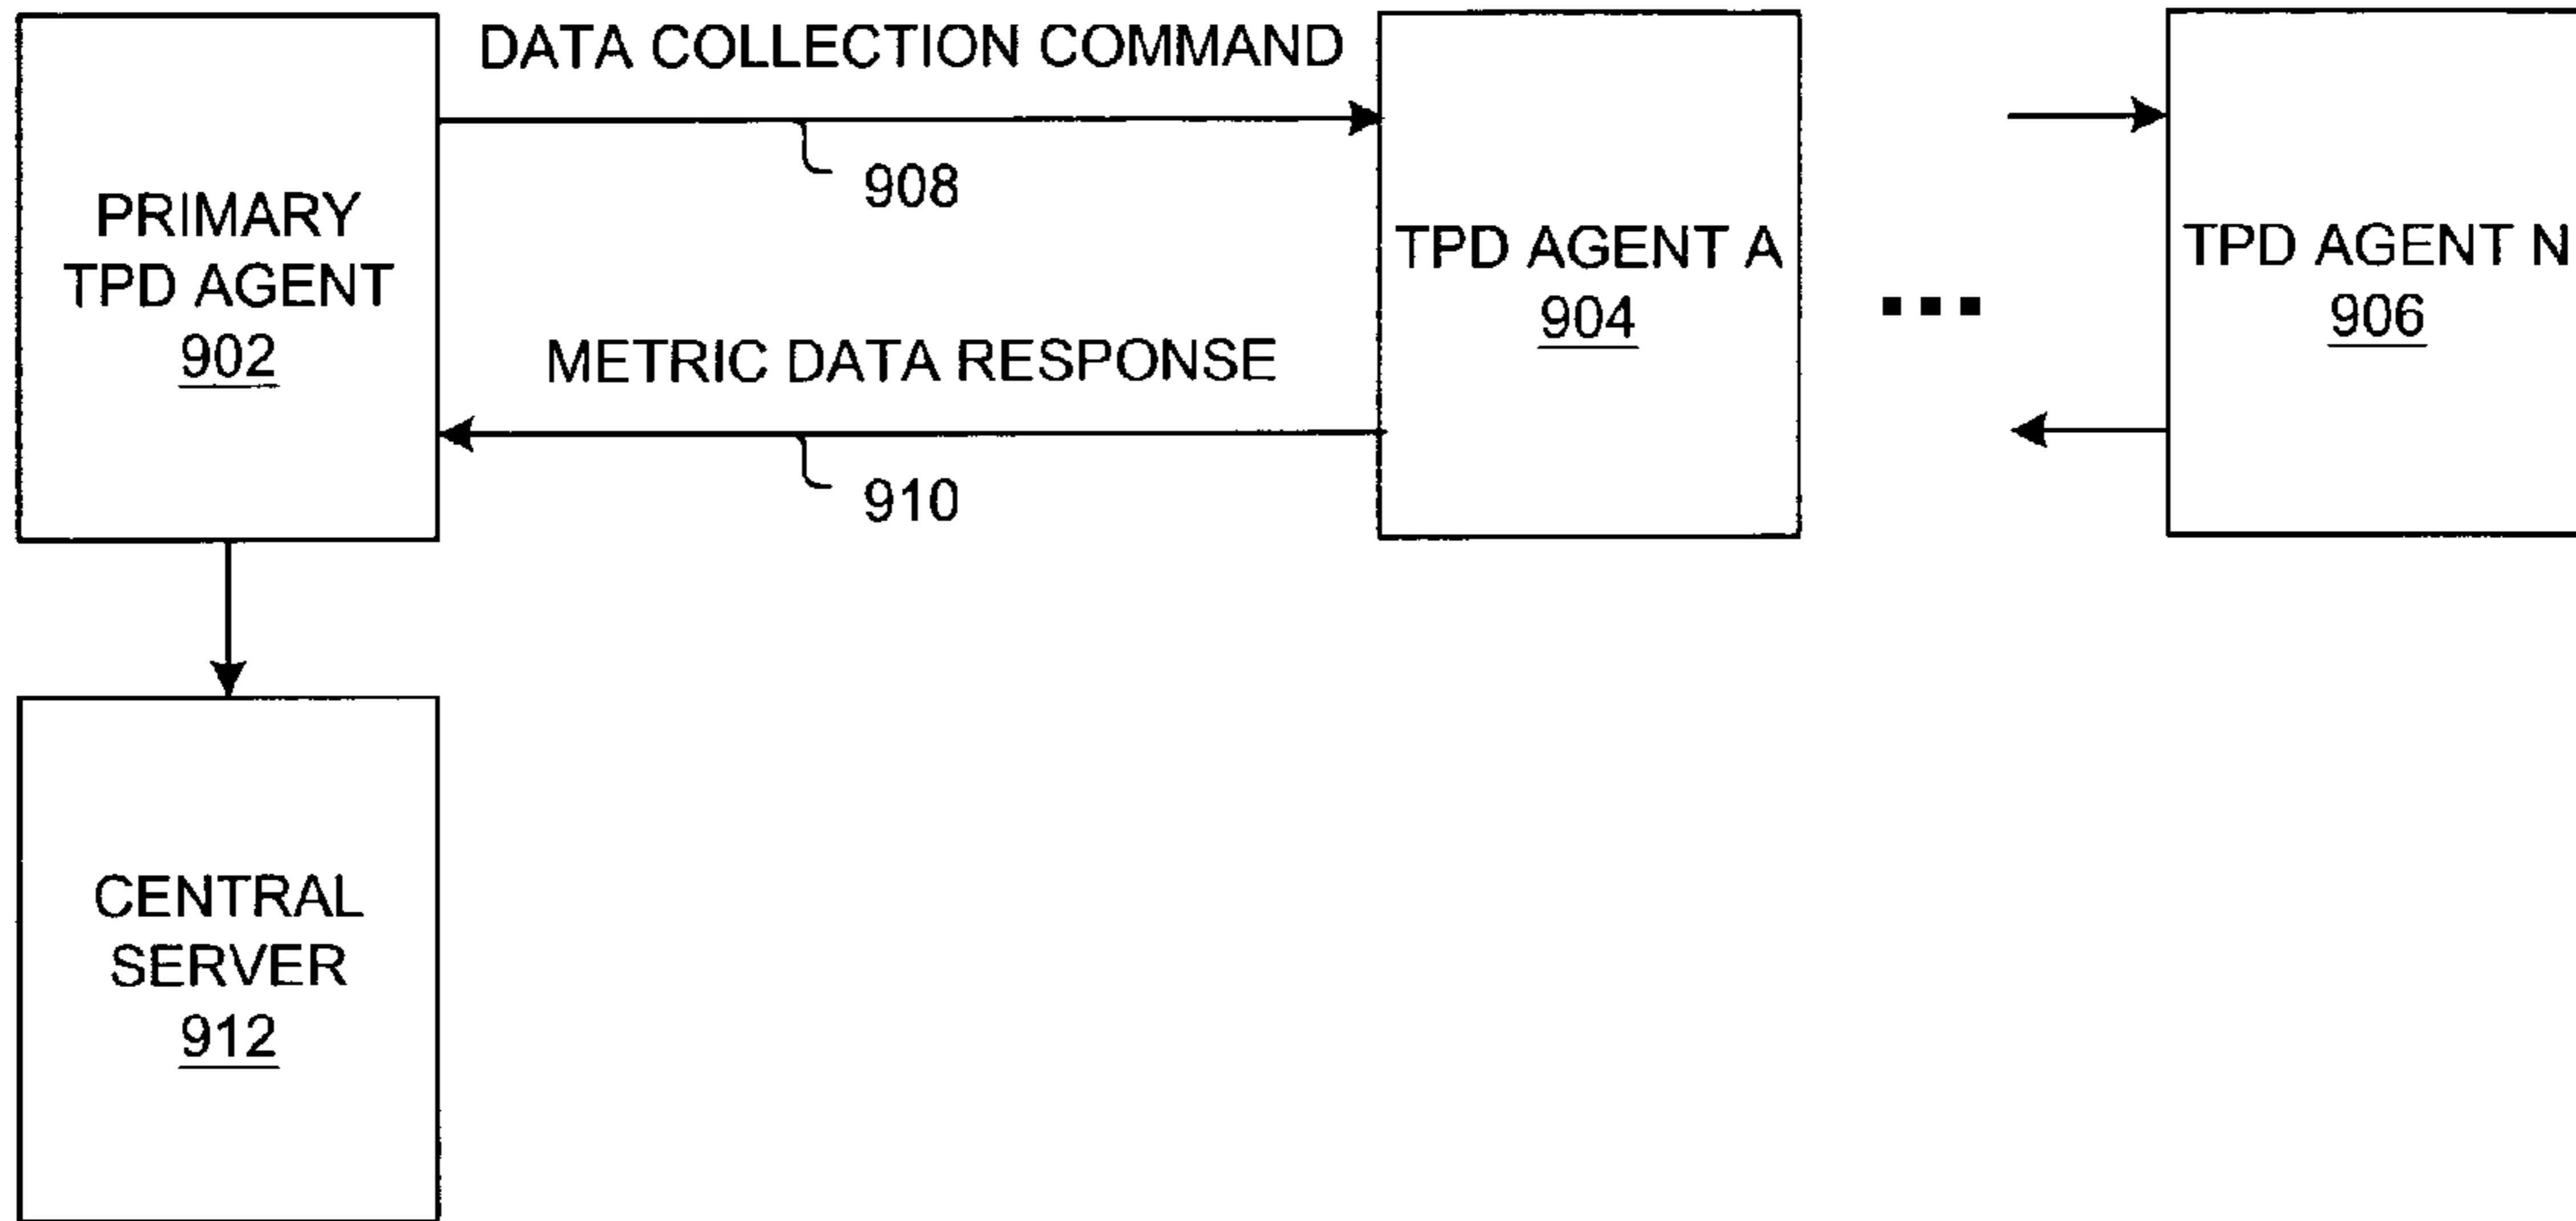 PRIMARY
TPD AGENT
902
DATA COLLECTION COMMAND
908
METRIC DATA RESPONSE
910
TPD AGENT A
904
TPD AGENT N
906
CENTRAL
SERVER
912